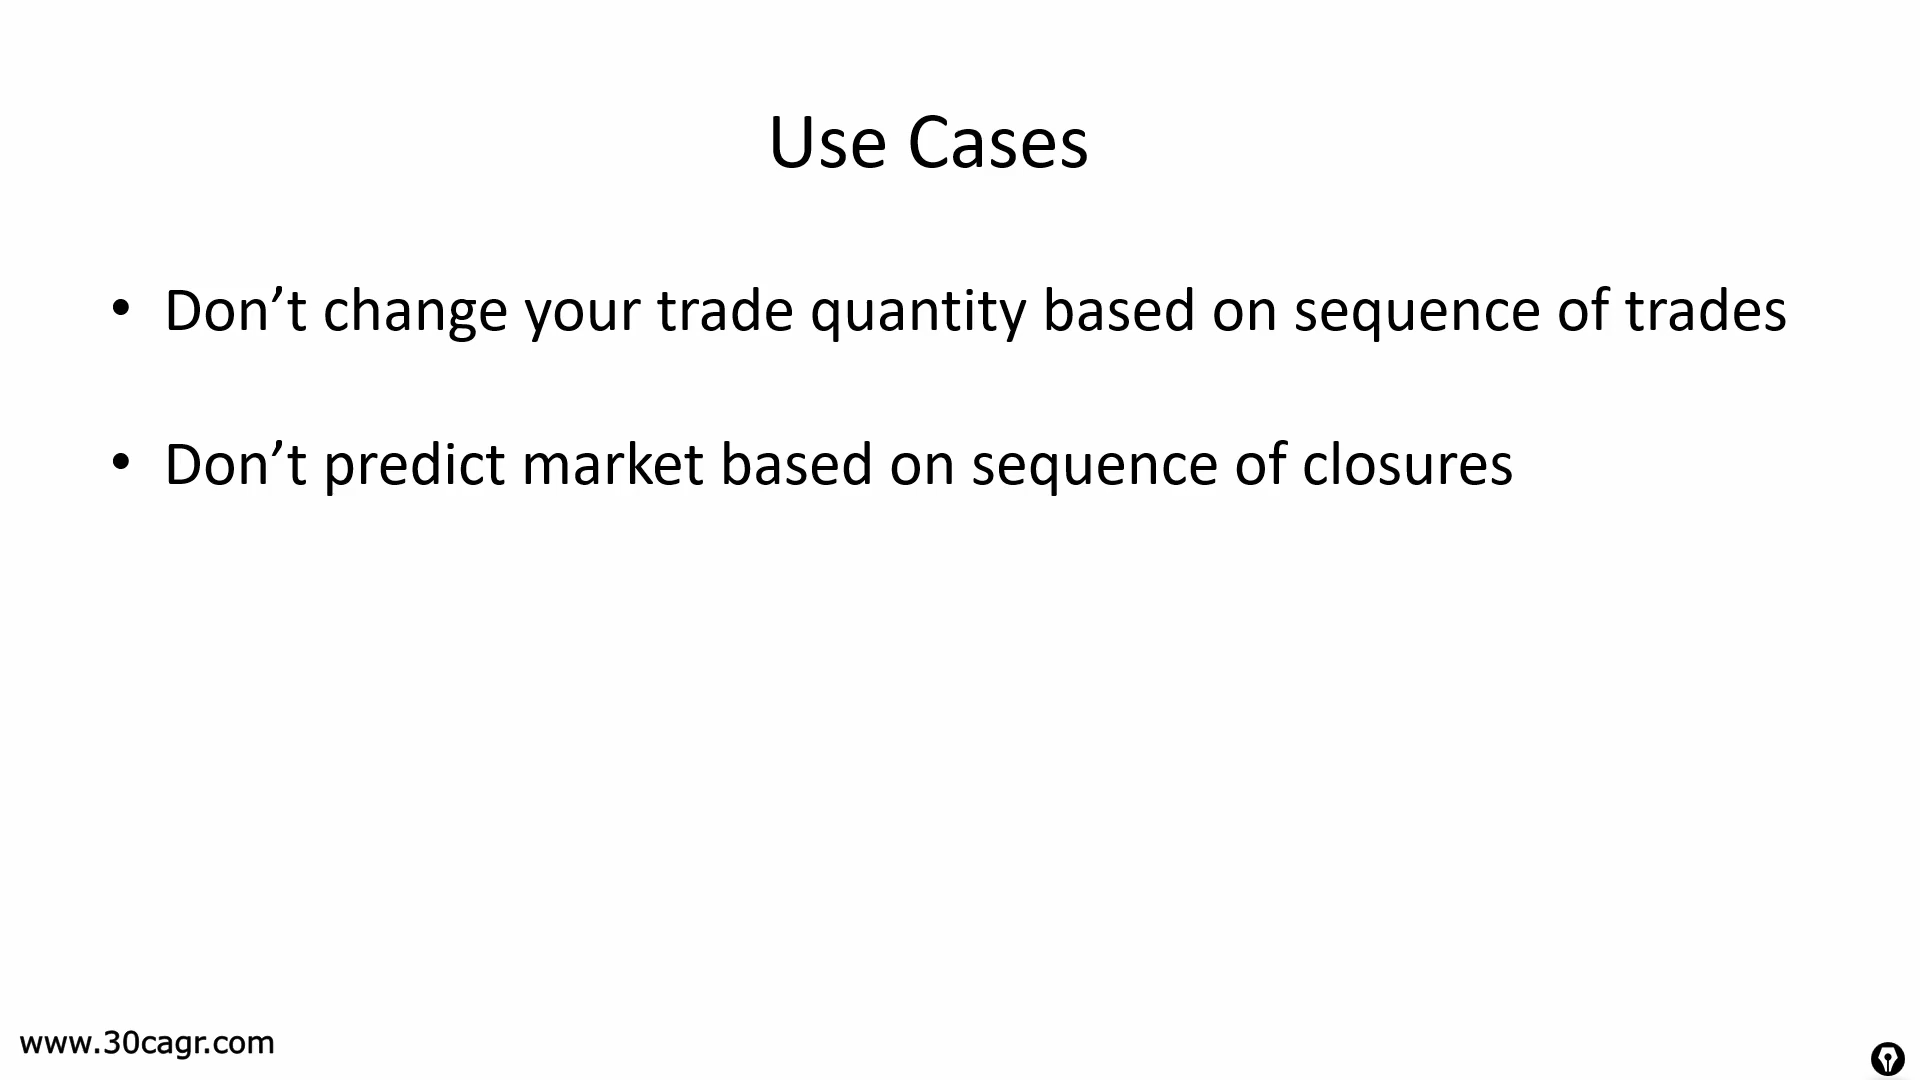 Use Cases
• Don’t change your trade quantity based on sequence of trades
• Don’t predict market based on sequence of closures
www.30cagr.com